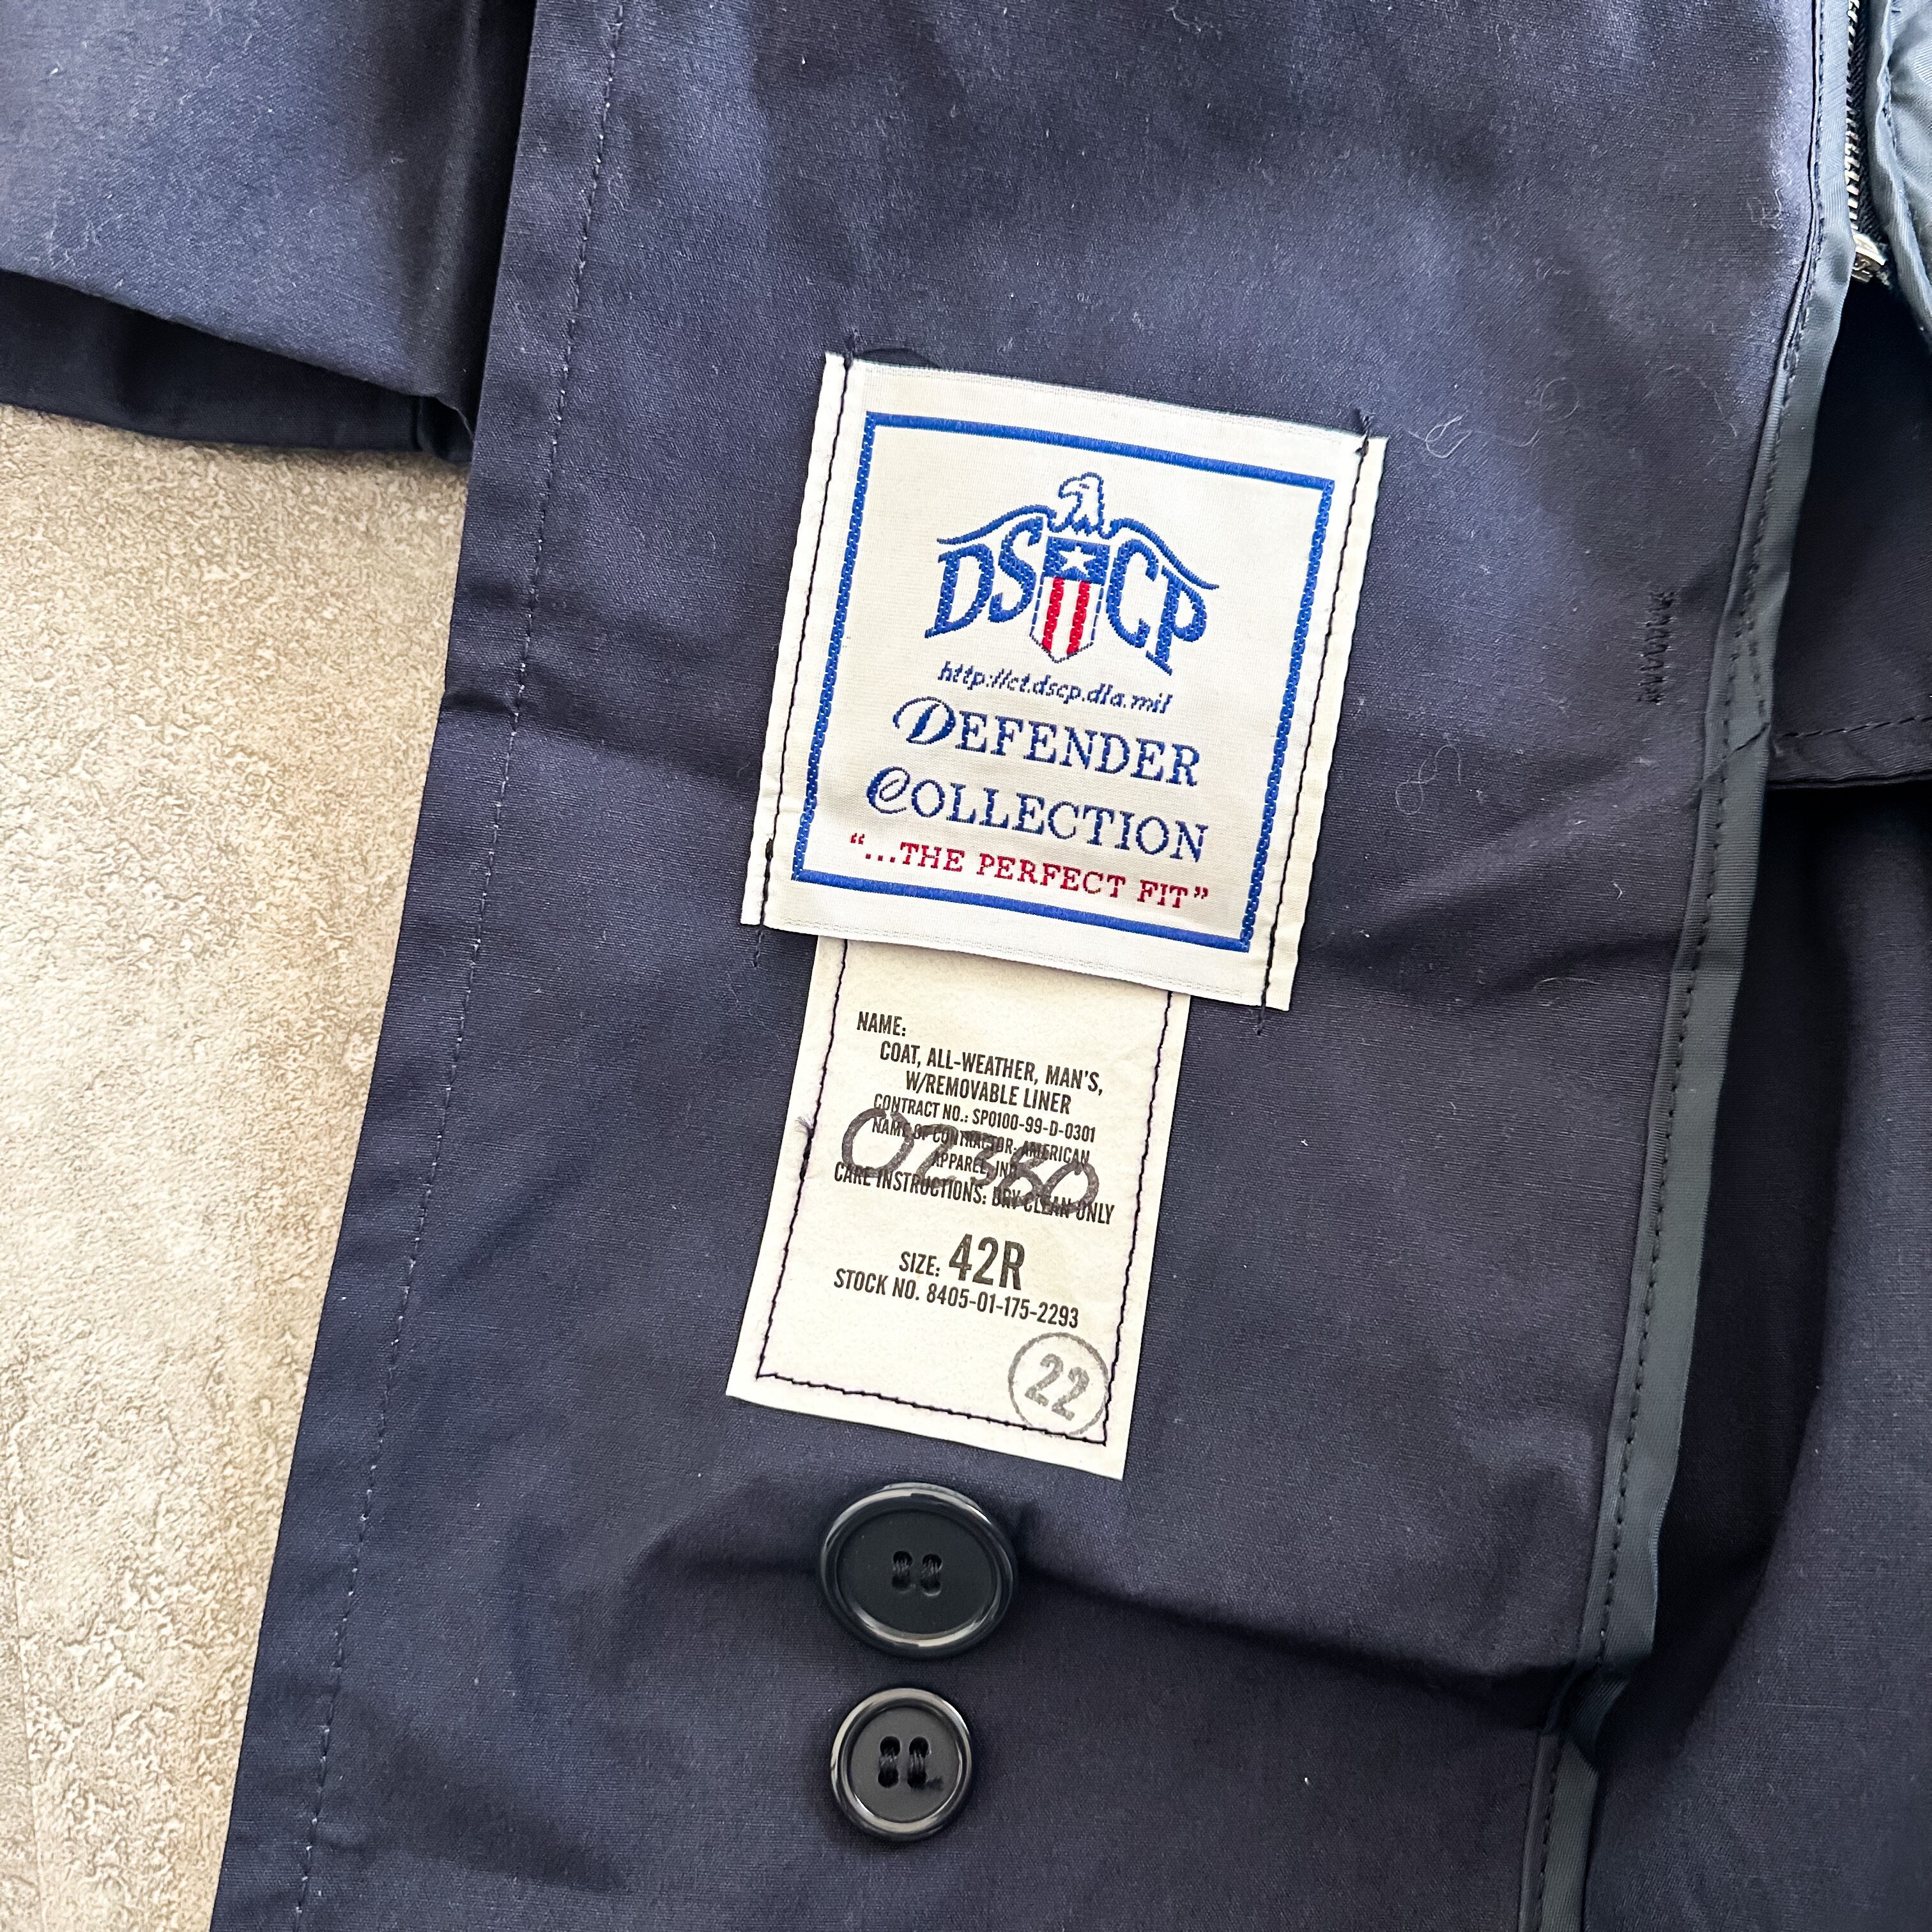 DSCP
http://ct.dscp.dla.mil
DEFENDER
COLLECTION
"...THE PERFECT FIT"
NAME:
COAT, ALL-WEATHER, MAN'S,
W/REMOVABLE LINER
CONTRACT NO.: SP0100-99-D-0301
NAME OF CONTRACTOR: AMERICAN
APPAREL, IN
CARE INSTRUCTIONS: DRY CLEAN ONLY
SIZE: 42R
STOCK NO. 8405-01-175-2293
22